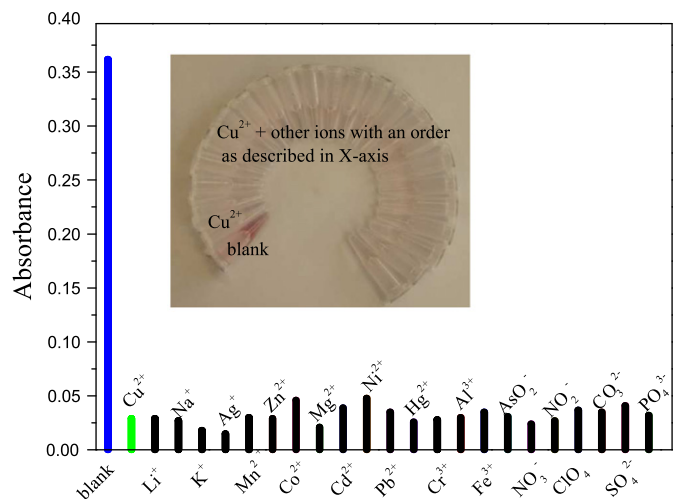 Absorbance
0.40
0.35
0.30
0.25
0.20
0.15
0.10
0.05
0.00
Cu²⁺ + other ions with an order
as described in X-axis
Cu²⁺
blank
Cu²⁺
Na⁺
Ag⁺
Zn²⁺
Mg²⁺
Ni²⁺
Hg²⁺
Al³⁺
AsO₂⁻
NO₂⁻
CO₃²⁻
PO₄³⁻
blank
Li⁺
K⁺
Mn²⁺
Co²⁺
Cd²⁺
Pb²⁺
Cr³⁺
Fe³⁺
NO₃⁻
ClO₄⁻
SO₄²⁻